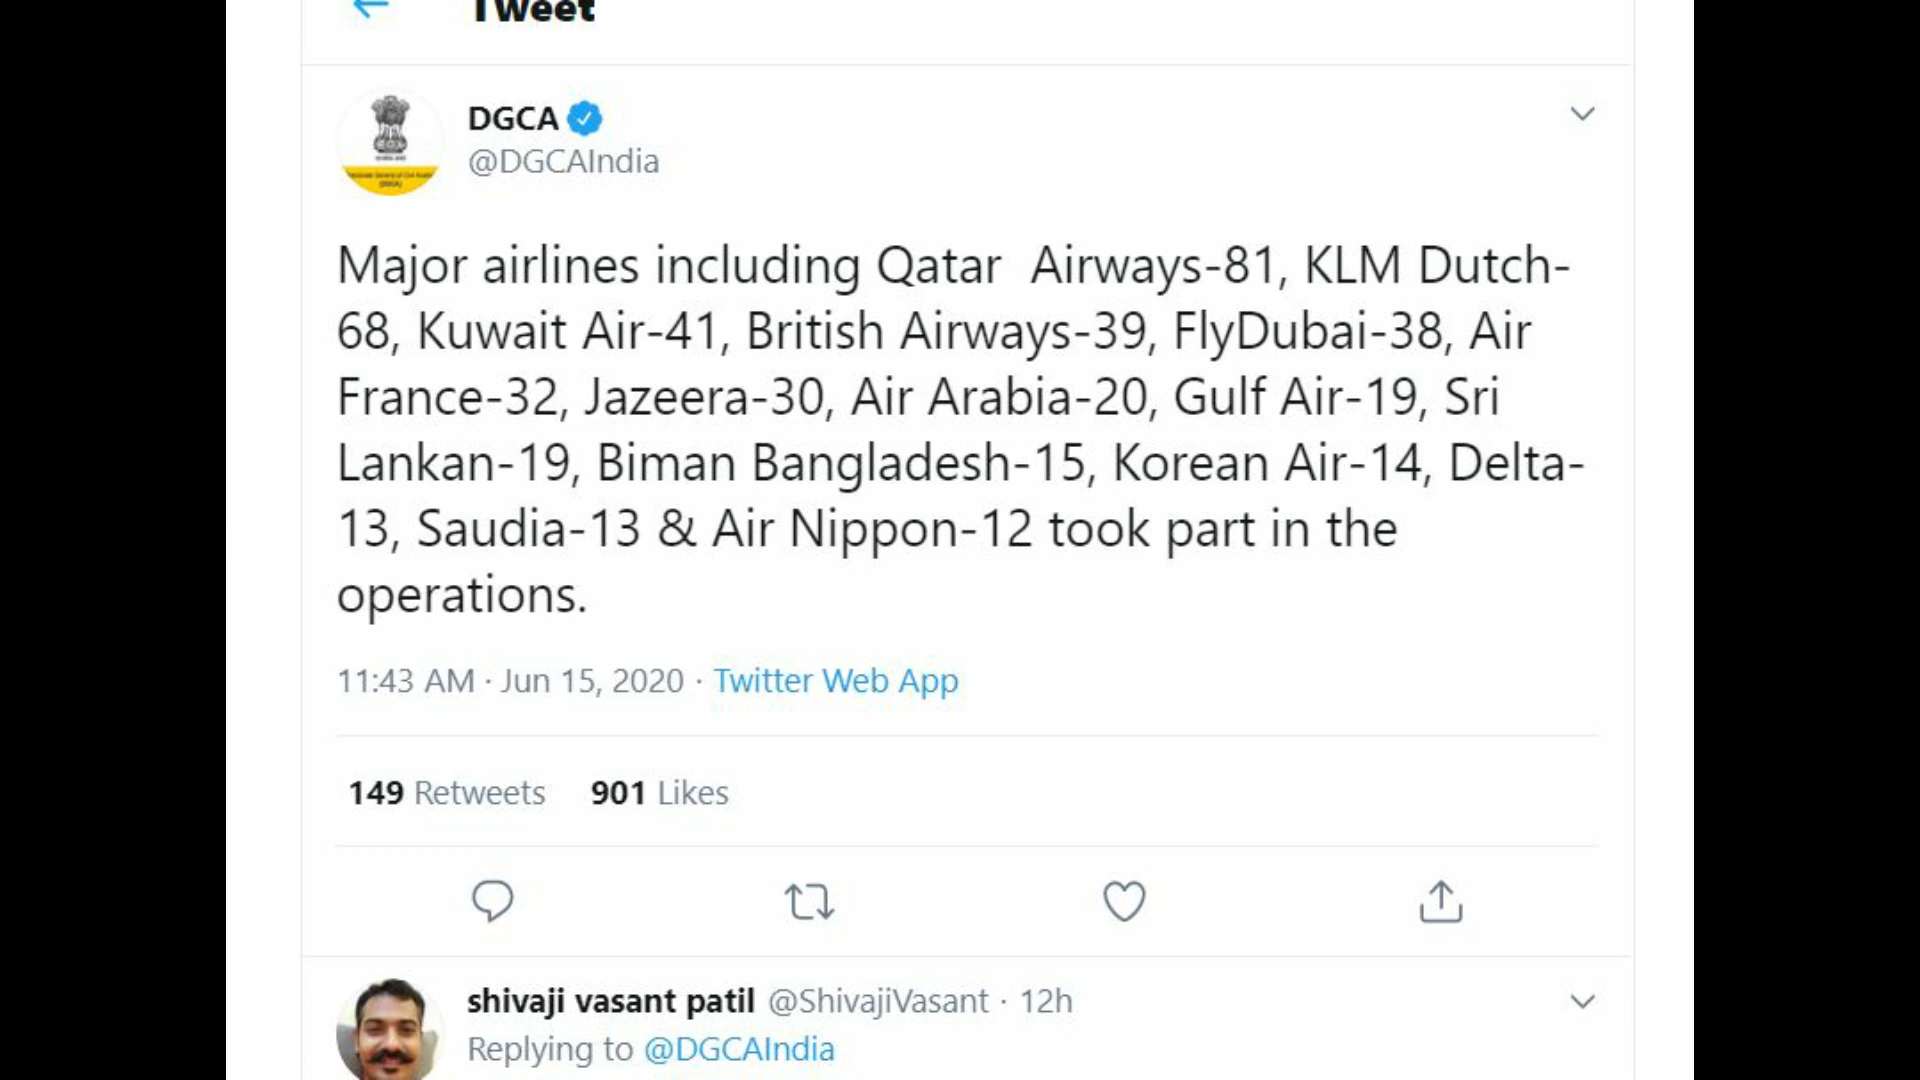 Tweet
DGCA
@DGCAIndia
Major airlines including Qatar  Airways-81, KLM Dutch-
68, Kuwait Air-41, British Airways-39, FlyDubai-38, Air
France-32, Jazeera-30, Air Arabia-20, Gulf Air-19, Sri
Lankan-19, Biman Bangladesh-15, Korean Air-14, Delta-
13, Saudia-13 & Air Nippon-12 took part in the
operations.
11:43 AM · Jun 15, 2020 · Twitter Web App
149 Retweets 901 Likes
shivaji vasant patil @ShivajiVasant · 12h
Replying to @DGCAIndia